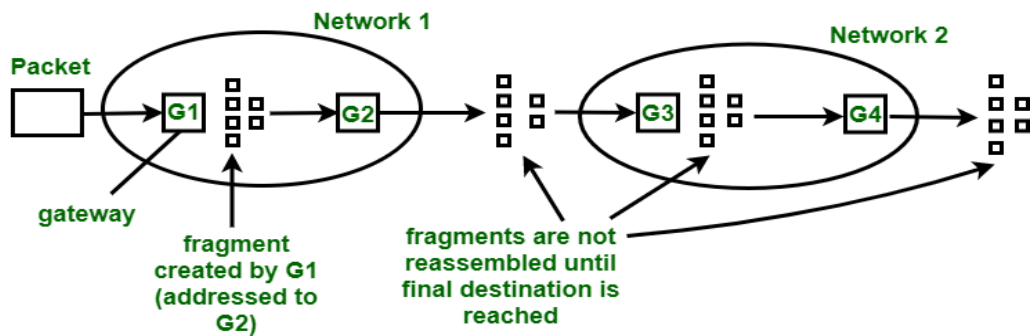 Network 1
Network 2
Packet
G1
G2
G3
G4
gateway
fragment
created by G1
(addressed to
G2)
fragments are not
reassembled until
final destination is
reached